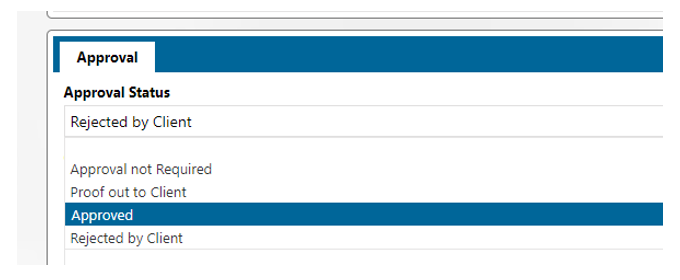 Approval
Approval Status
Rejected by Client
Approval not Required
Proof out to Client
Approved
Rejected by Client